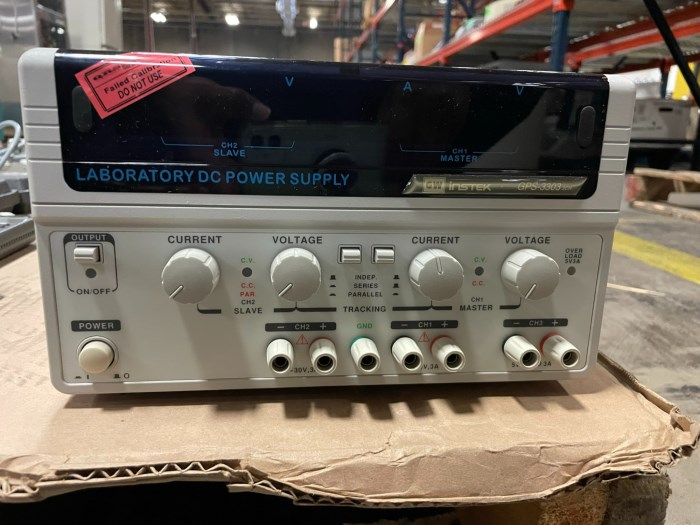 Failed Calibration
DO NOT USE
V
A
V
CH2
SLAVE
CH1
MASTER
LABORATORY DC POWER SUPPLY
GW INSTEK
GPS-3303
OUTPUT
ON/OFF
POWER
CURRENT
C.V.
C.C.
PAR.
CH2
SLAVE
VOLTAGE
INDEP.
SERIES
PARALLEL
TRACKING
CURRENT
C.V.
C.C.
CH1
MASTER
VOLTAGE
OVER
LOAD
5V3A
− CH2 +
GND
− CH1 +
− CH3 +